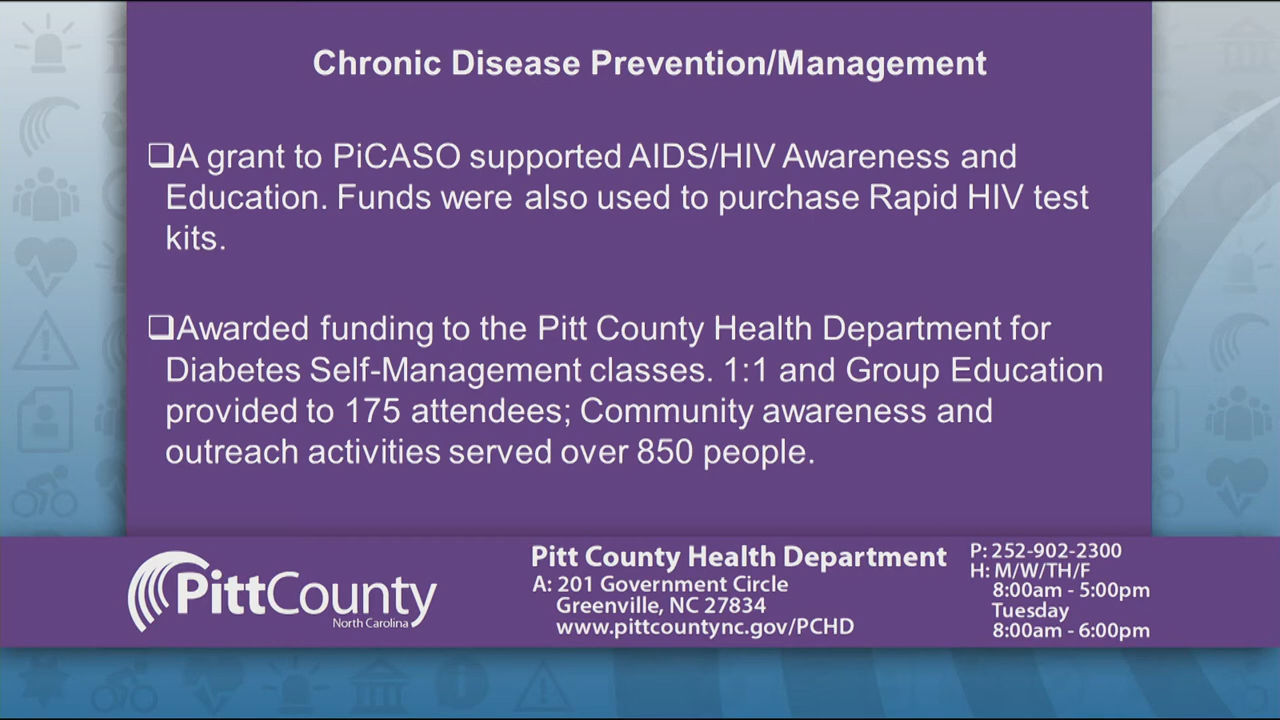 Chronic Disease Prevention/Management
❑A grant to PiCASO supported AIDS/HIV Awareness and
Education. Funds were also used to purchase Rapid HIV test
kits.
❑Awarded funding to the Pitt County Health Department for
Diabetes Self-Management classes. 1:1 and Group Education
provided to 175 attendees; Community awareness and
outreach activities served over 850 people.
PittCounty
North Carolina
Pitt County Health Department
A: 201 Government Circle
Greenville, NC 27834
www.pittcountync.gov/PCHD
P: 252-902-2300
H: M/W/TH/F
8:00am - 5:00pm
Tuesday
8:00am - 6:00pm